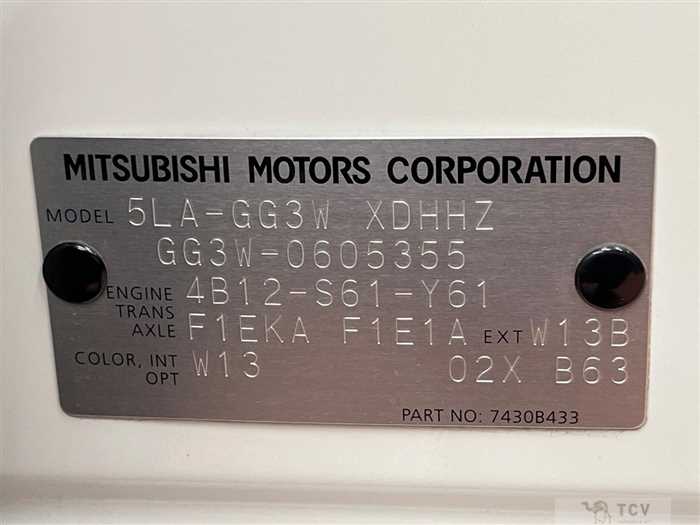 MITSUBISHI MOTORS CORPORATION
MODEL 5LA-GG3W XDHHZ
GG3W-0605355
ENGINE 4B12-S61-Y61
TRANS
AXLE F1EKA F1E1A EXT W13B
COLOR, INT W13 02X B63
OPT
PART NO: 7430B433
TCV